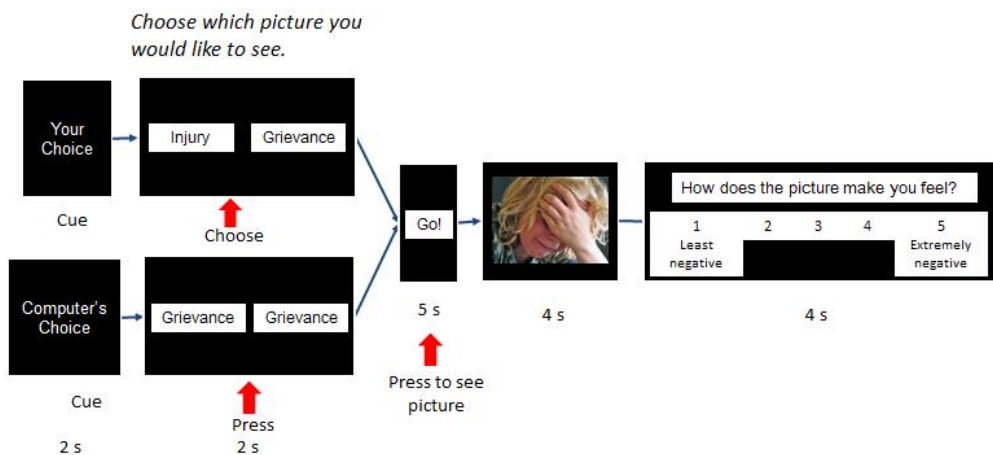 Choose which picture you
would like to see.
Your
Choice
Injury
Grievance
Cue
Choose
Computer's
Choice
Grievance
Grievance
Cue
Press
2 s
2 s
Go!
5 s
Press to see
picture
4 s
How does the picture make you feel?
1
2
3
4
5
Least
negative
Extremely
negative
4 s